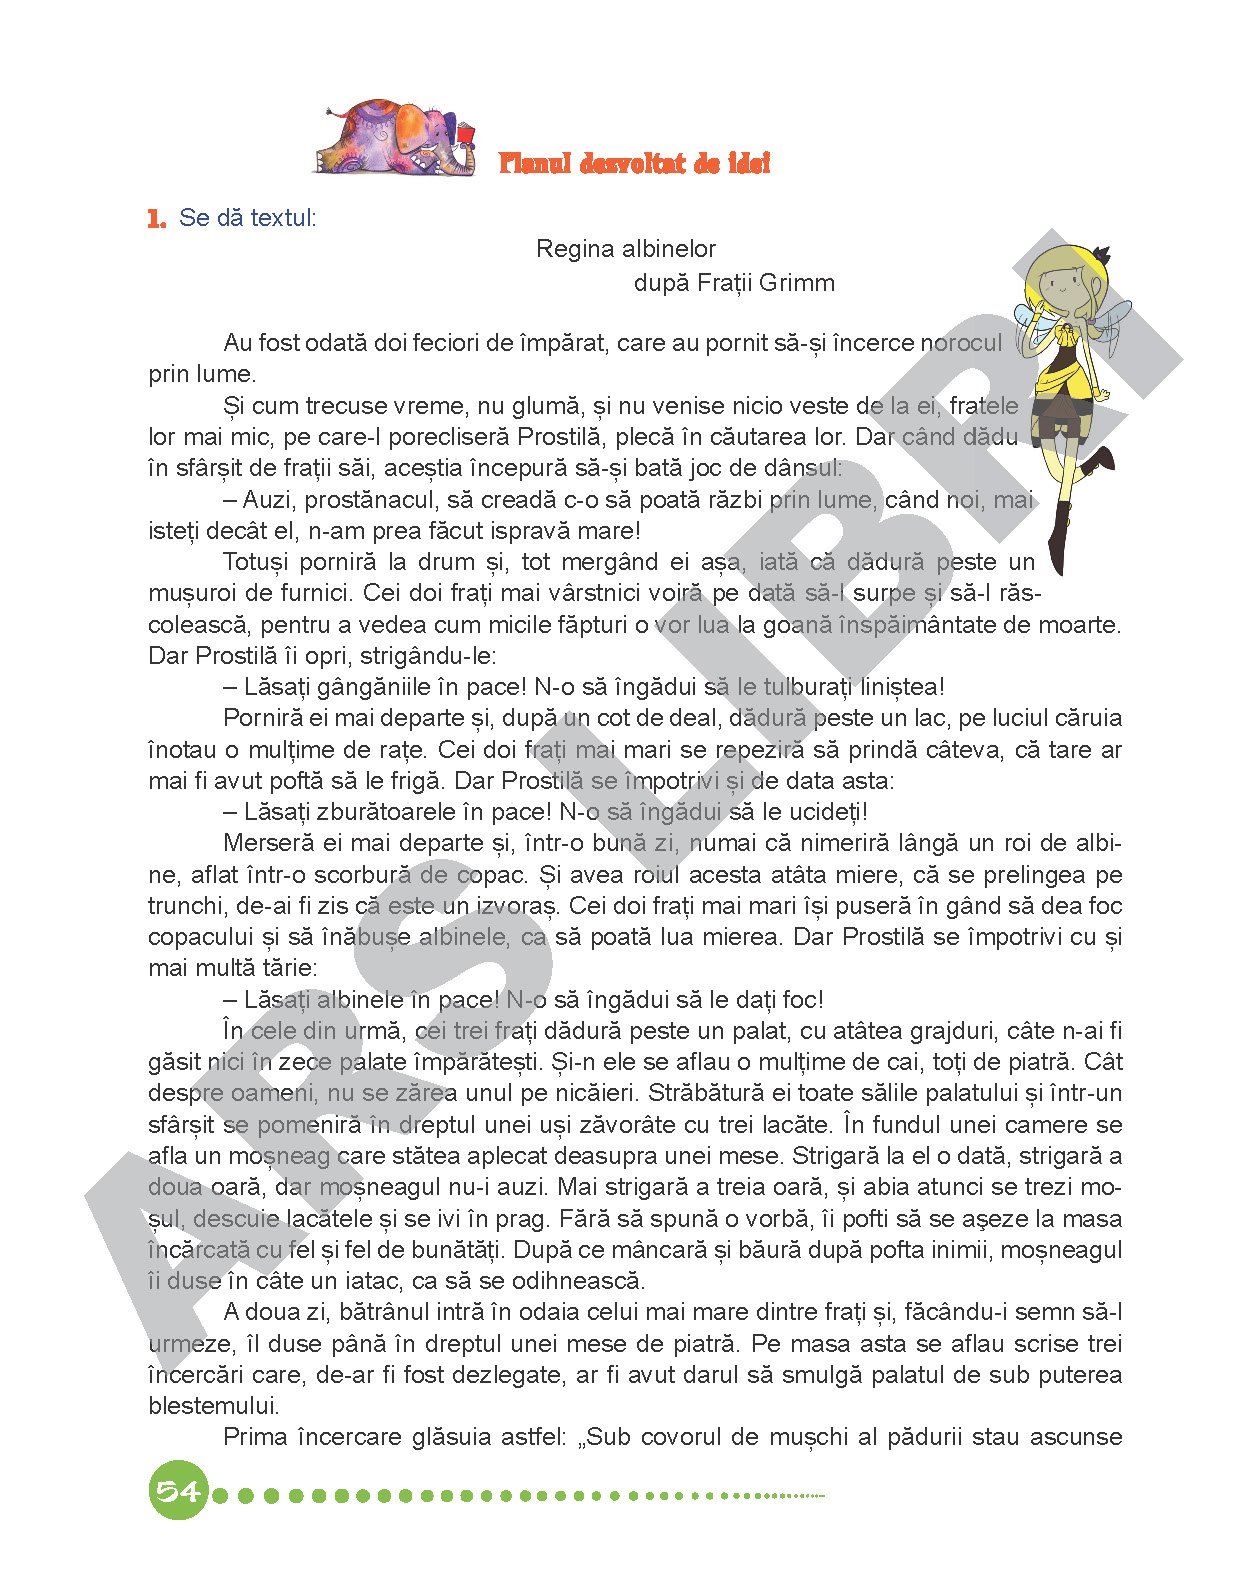 Planul dezvoltat de idei
1. Se dă textul:
Regina albinelor
după Frații Grimm
Au fost odată doi feciori de împărat, care au pornit să-și încerce norocul
prin lume.
Și cum trecuse vreme, nu glumă, și nu venise nicio veste de la ei, fratele
lor mai mic, pe care-l porecliseră Prostilă, plecă în căutarea lor. Dar când dădu
în sfârșit de frații săi, aceștia începură să-și bată joc de dânsul:
– Auzi, prostănacul, să creadă c-o să poată răzbi prin lume, când noi, mai
isteți decât el, n-am prea făcut ispravă mare!
Totuși porniră la drum și, tot mergând ei așa, iată că dădură peste un
mușuroi de furnici. Cei doi frați mai vârstnici voiră pe dată să-l surpe și să-l răs-
colească, pentru a vedea cum micile făpturi o vor lua la goană înspăimântate de moarte.
Dar Prostilă îi opri, strigându-le:
– Lăsați gângăniile în pace! N-o să îngădui să le tulburați liniștea!
Porniră ei mai departe și, după un cot de deal, dădură peste un lac, pe luciul căruia
înotau o mulțime de rațe. Cei doi frați mai mari se repeziră să prindă câteva, că tare ar
mai fi avut poftă să le frigă. Dar Prostilă se împotrivi și de data asta:
– Lăsați zburătoarele în pace! N-o să îngădui să le ucideți!
Merseră ei mai departe și, într-o bună zi, numai că nimeriră lângă un roi de albi-
ne, aflat într-o scorbură de copac. Și avea roiul acesta atâta miere, că se prelingea pe
trunchi, de-ai fi zis că este un izvoraș. Cei doi frați mai mari își puseră în gând să dea foc
copacului și să înăbușe albinele, ca să poată lua mierea. Dar Prostilă se împotrivi cu și
mai multă tărie:
– Lăsați albinele în pace! N-o să îngădui să le dați foc!
În cele din urmă, cei trei frați dădură peste un palat, cu atâtea grajduri, câte n-ai fi
găsit nici în zece palate împărătești. Și-n ele se aflau o mulțime de cai, toți de piatră. Cât
despre oameni, nu se zărea unul pe nicăieri. Străbătură ei toate sălile palatului și într-un
sfârșit se pomeniră în dreptul unei uși zăvorâte cu trei lacăte. În fundul unei camere se
afla un moșneag care stătea aplecat deasupra unei mese. Strigară la el o dată, strigară a
doua oară, dar moșneagul nu-i auzi. Mai strigară a treia oară, și abia atunci se trezi mo-
șul, descuie lacătele și se ivi în prag. Fără să spună o vorbă, îi pofti să se aşeze la masa
încărcată cu fel și fel de bunătăți. După ce mâncară și băură după pofta inimii, moșneagul
îi duse în câte un iatac, ca să se odihnească.
A doua zi, bătrânul intră în odaia celui mai mare dintre frați și, făcându-i semn să-l
urmeze, îl duse până în dreptul unei mese de piatră. Pe masa asta se aflau scrise trei
încercări care, de-ar fi fost dezlegate, ar fi avut darul să smulgă palatul de sub puterea
blestemului.
Prima încercare glăsuia astfel: „Sub covorul de mușchi al pădurii stau ascunse
54
ARS LIBRI